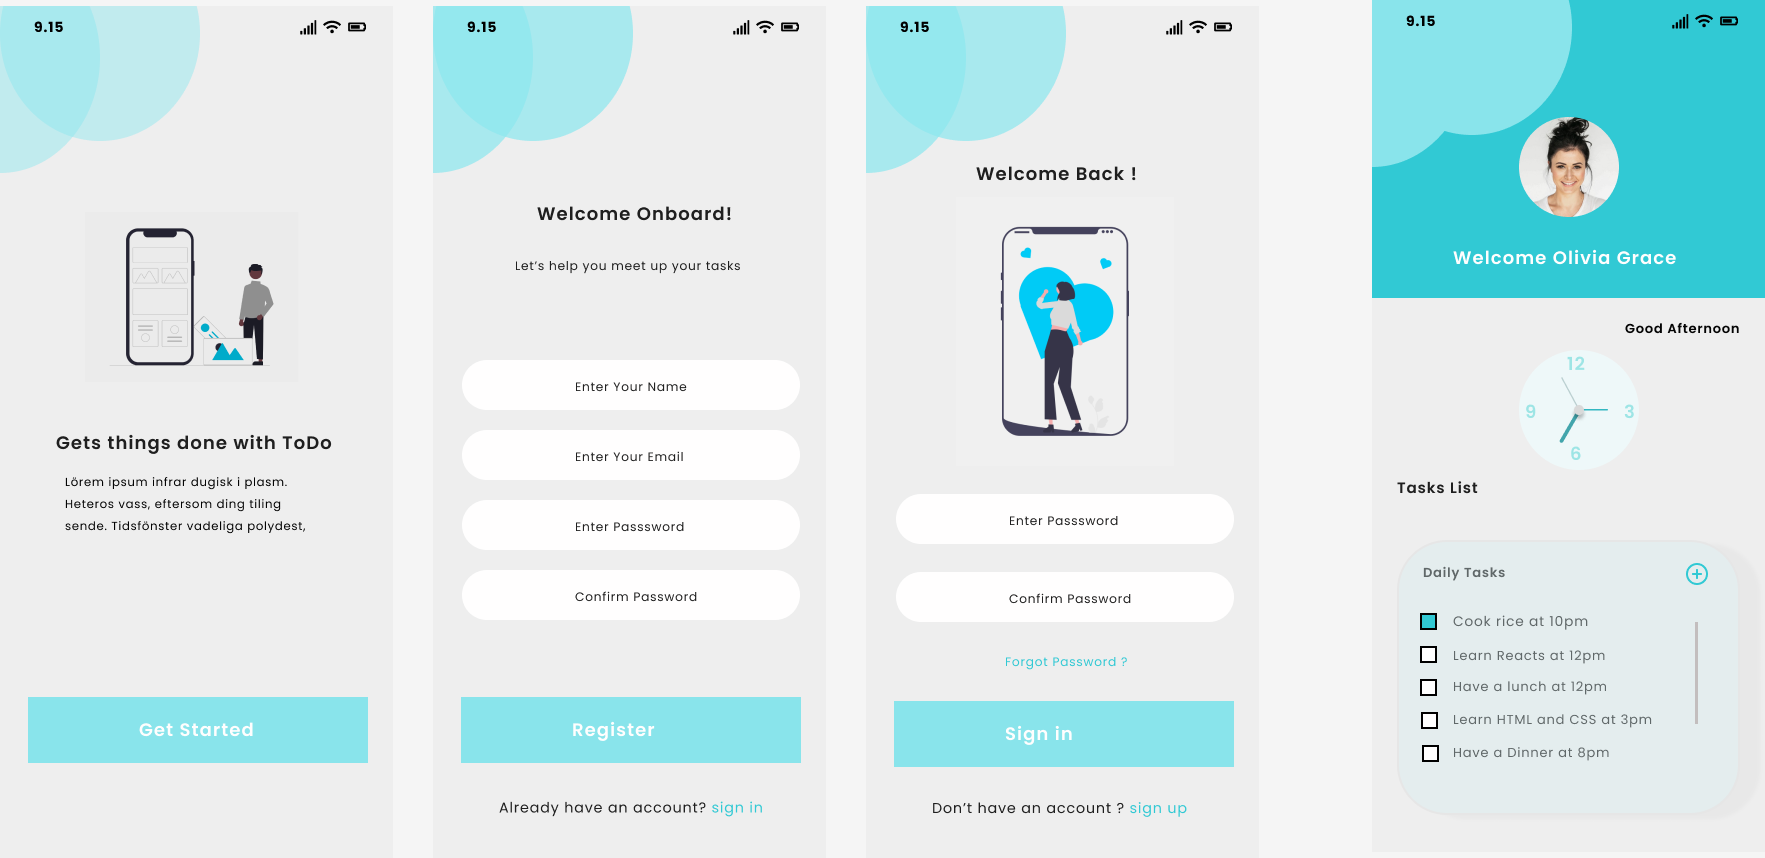 9.15
Gets things done with ToDo
Lörem ipsum infrar dugisk i plasm.
Heteros vass, eftersom ding tiling
sende. Tidsfönster vadeliga polydest,
Get Started
9.15
Welcome Onboard!
Let’s help you meet up your tasks
Enter Your Name
Enter Your Email
Enter Passsword
Confirm Password
Register
Already have an account? sign in
9.15
Welcome Back !
Enter Passsword
Confirm Password
Forgot Password ?
Sign in
Don’t have an account ? sign up
9.15
Welcome Olivia Grace
Good Afternoon
12
9 3
6
Tasks List
Daily Tasks
Cook rice at 10pm
Learn Reacts at 12pm
Have a lunch at 12pm
Learn HTML and CSS at 3pm
Have a Dinner at 8pm